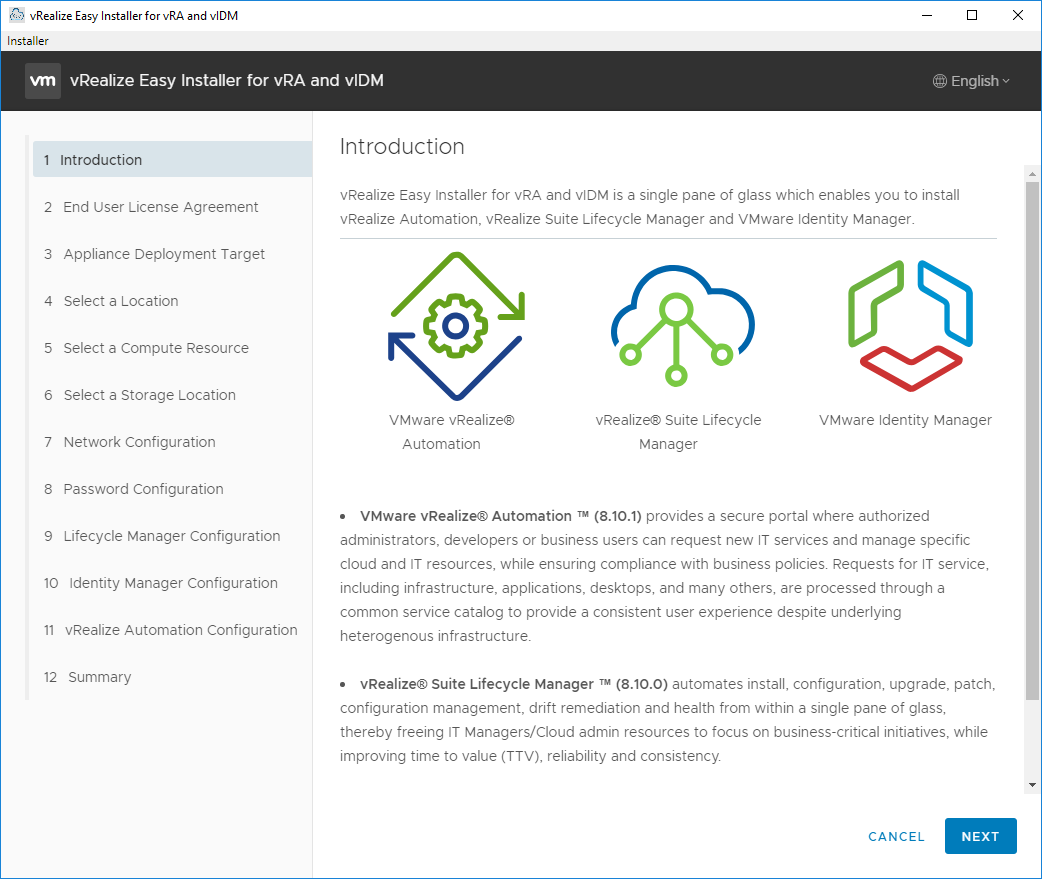 vRealize Easy Installer for vRA and vIDM
Installer
vm vRealize Easy Installer for vRA and vIDM
English
1 Introduction
2 End User License Agreement
3 Appliance Deployment Target
4 Select a Location
5 Select a Compute Resource
6 Select a Storage Location
7 Network Configuration
8 Password Configuration
9 Lifecycle Manager Configuration
10 Identity Manager Configuration
11 vRealize Automation Configuration
12 Summary
Introduction
vRealize Easy Installer for vRA and vIDM is a single pane of glass which enables you to install
vRealize Automation, vRealize Suite Lifecycle Manager and VMware Identity Manager.
VMware vRealize®
Automation
vRealize® Suite Lifecycle
Manager
VMware Identity Manager
• VMware vRealize® Automation ™ (8.10.1) provides a secure portal where authorized
administrators, developers or business users can request new IT services and manage specific
cloud and IT resources, while ensuring compliance with business policies. Requests for IT service,
including infrastructure, applications, desktops, and many others, are processed through a
common service catalog to provide a consistent user experience despite underlying
heterogenous infrastructure.
• vRealize® Suite Lifecycle Manager ™ (8.10.0) automates install, configuration, upgrade, patch,
configuration management, drift remediation and health from within a single pane of glass,
thereby freeing IT Managers/Cloud admin resources to focus on business-critical initiatives, while
improving time to value (TTV), reliability and consistency.
CANCEL
NEXT